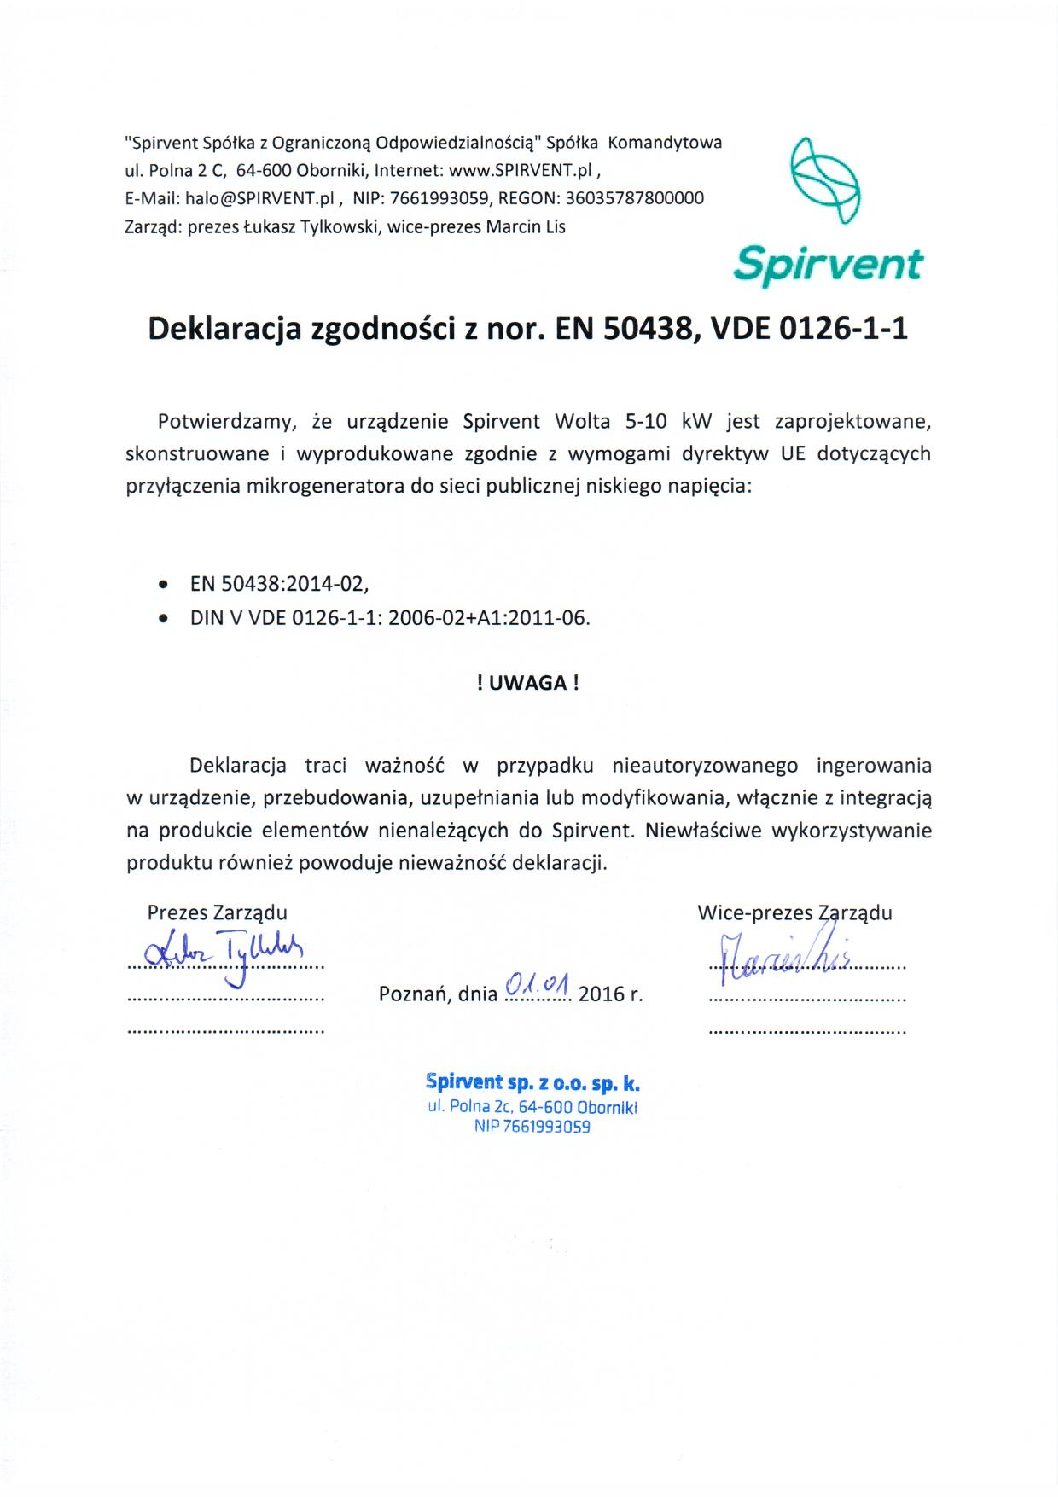 "Spirvent Spółka z Ograniczoną Odpowiedzialnością" Spółka Komandytowa
ul. Polna 2 C, 64-600 Oborniki, Internet: www.SPIRVENT.pl ,
E-Mail: halo@SPIRVENT.pl , NIP: 7661993059, REGON: 36035787800000
Zarząd: prezes Łukasz Tylkowski, wice-prezes Marcin Lis
Spirvent
Deklaracja zgodności z nor. EN 50438, VDE 0126-1-1
Potwierdzamy, że urządzenie Spirvent Wolta 5-10 kW jest zaprojektowane,
skonstruowane i wyprodukowane zgodnie z wymogami dyrektyw UE dotyczących
przyłączenia mikrogeneratora do sieci publicznej niskiego napięcia:
• EN 50438:2014-02,
• DIN V VDE 0126-1-1: 2006-02+A1:2011-06.
! UWAGA !
Deklaracja traci ważność w przypadku nieautoryzowanego ingerowania
w urządzenie, przebudowania, uzupełniania lub modyfikowania, włącznie z integracją
na produkcie elementów nienależących do Spirvent. Niewłaściwe wykorzystywanie
produktu również powoduje nieważność deklaracji.
Prezes Zarządu
Wice-prezes Zarządu
Marcin Lis
Poznań, dnia 01.01 2016 r.
Spirvent sp. z o.o. sp. k.
ul. Polna 2c, 64-600 Oborniki
NIP 7661993059